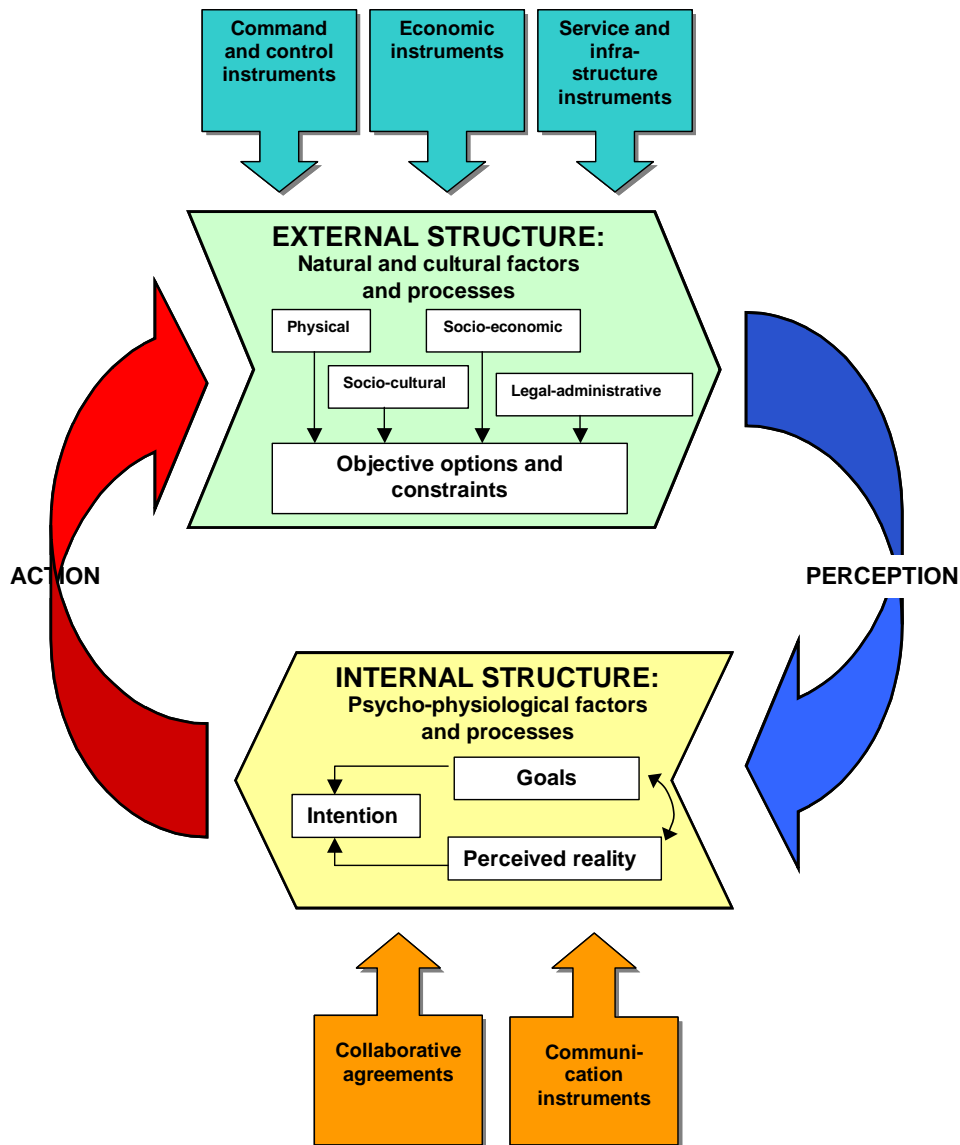 Command
and control
instruments
Economic
instruments
Service and
infra-
structure
instruments
EXTERNAL STRUCTURE:
Natural and cultural factors
and processes
Physical
Socio-economic
Socio-cultural
Legal-administrative
Objective options and
constraints
ACTION
PERCEPTION
INTERNAL STRUCTURE:
Psycho-physiological factors
and processes
Goals
Intention
Perceived reality
Collaborative
agreements
Communi-
cation
instruments